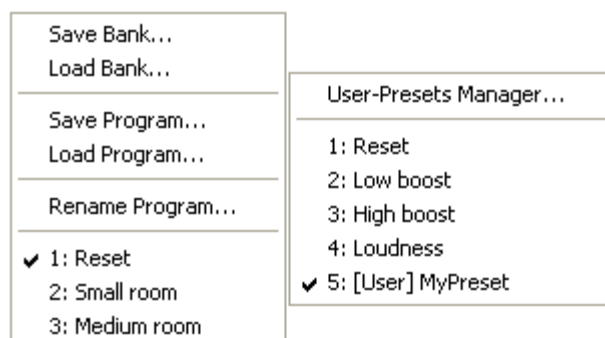 Save Bank...
Load Bank...
Save Program...
Load Program...
Rename Program...
1: Reset
2: Small room
3: Medium room
User-Presets Manager...
1: Reset
2: Low boost
3: High boost
4: Loudness
5: [User] MyPreset